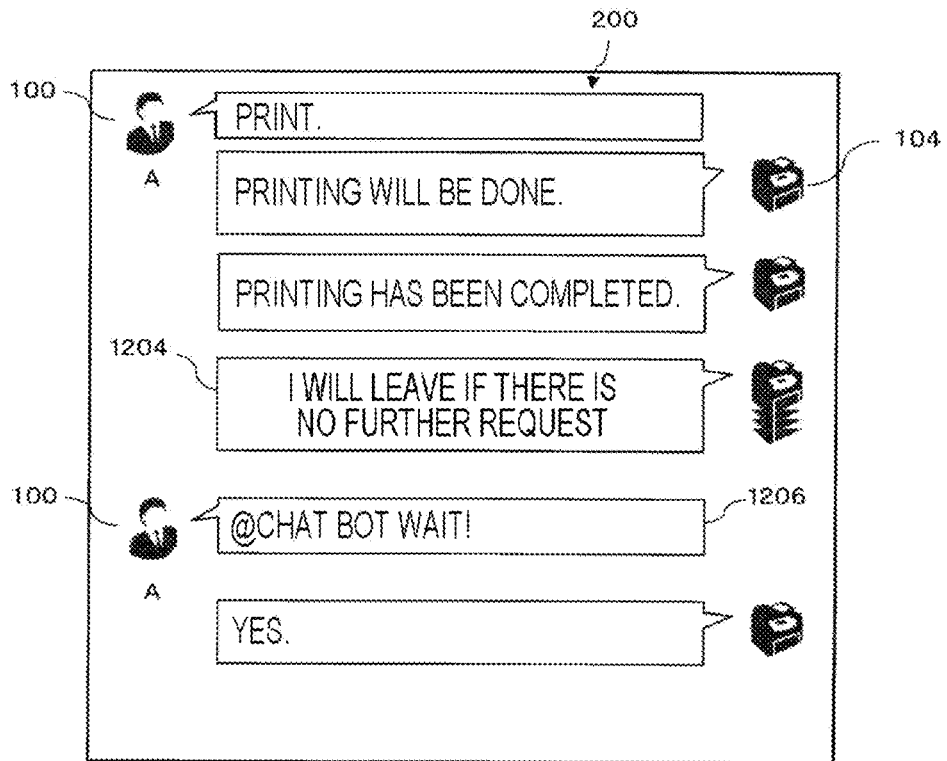 200
100
PRINT.
104
A
PRINTING WILL BE DONE.
PRINTING HAS BEEN COMPLETED.
1204
I WILL LEAVE IF THERE IS
NO FURTHER REQUEST
100
1206
@CHAT BOT WAIT!
A
YES.